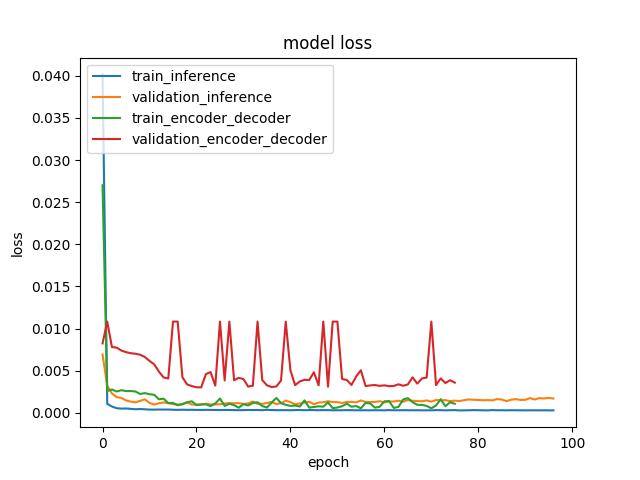 model loss
train_inference
validation_inference
train_encoder_decoder
validation_encoder_decoder
0.040
0.035
0.030
0.025
0.020
0.015
0.010
0.005
0.000
loss
0 20 40 60 80 100
epoch